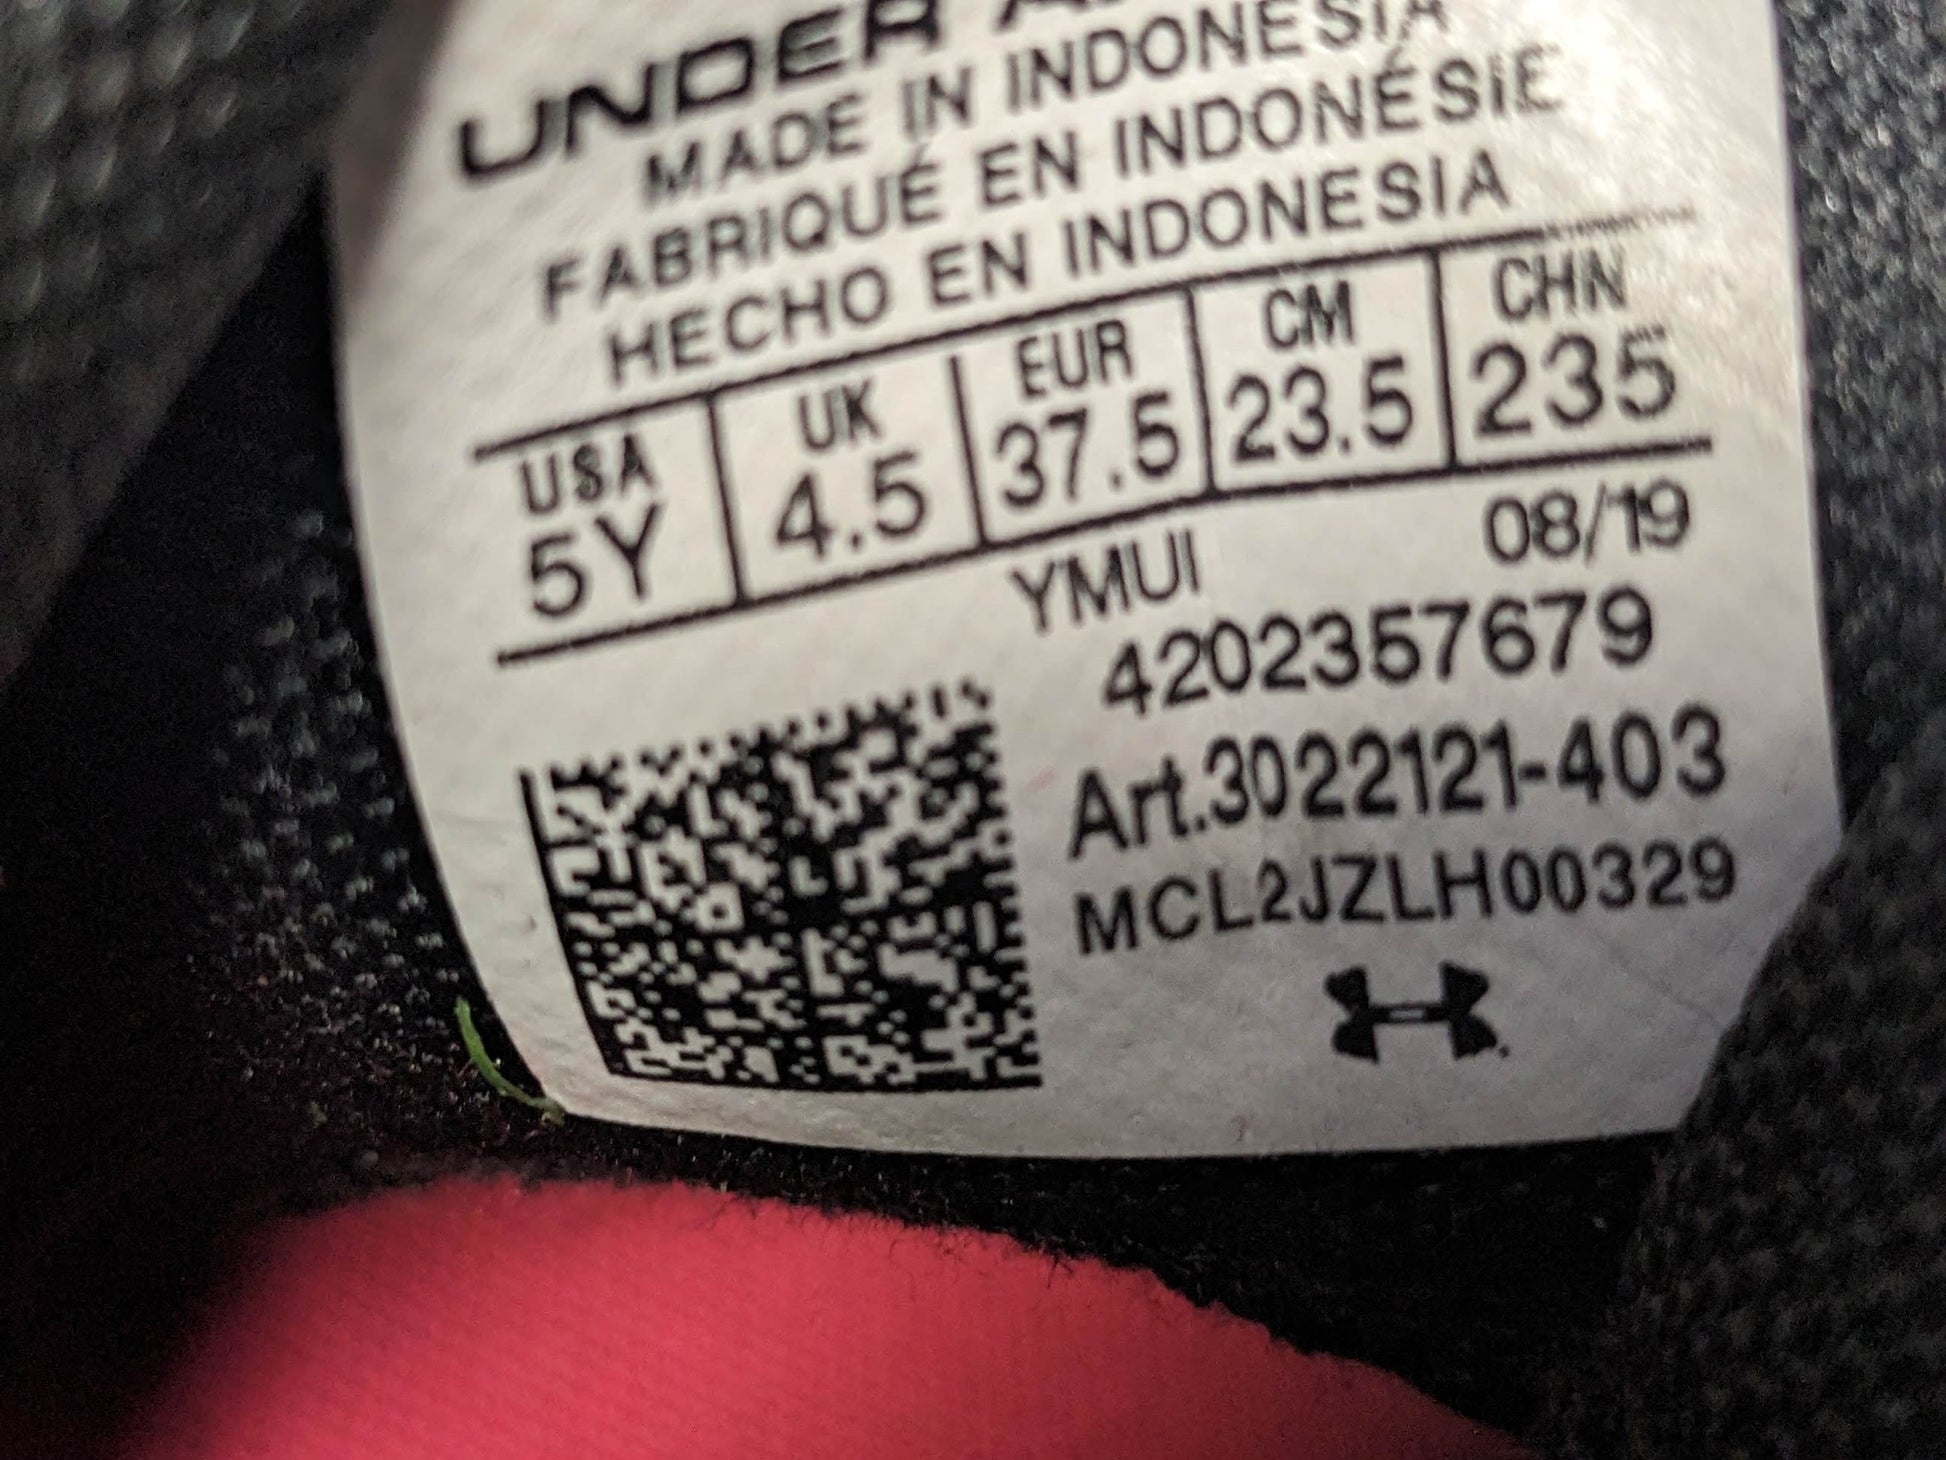 UNDER
MADE IN INDONESIA
FABRIQUÉ EN INDONÉSIE
HECHO EN INDONESIA
USA UK EUR CM CHN
5Y 4.5 37.5 23.5 235
YMUI 08/19
4202357679
Art.3022121-403
MCL2JZLH00329